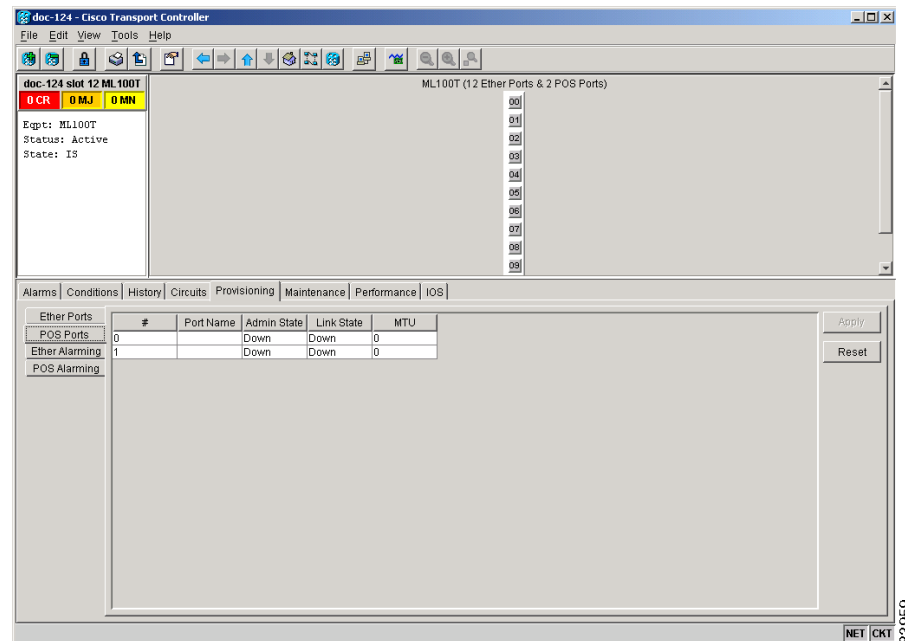 doc-124 - Cisco Transport Controller
File Edit View Tools Help
doc-124 slot 12 ML100T
0 CR 0 MJ 0 MN
Eqpt: ML100T
Status: Active
State: IS
ML100T (12 Ether Ports & 2 POS Ports)
00
01
02
03
04
05
06
07
08
09
Alarms Conditions History Circuits Provisioning Maintenance Performance IOS
Ether Ports
POS Ports
Ether Alarming
POS Alarming
# Port Name Admin State Link State MTU
0 Down Down 0
1 Down Down 0
Apply
Reset
NET CKT